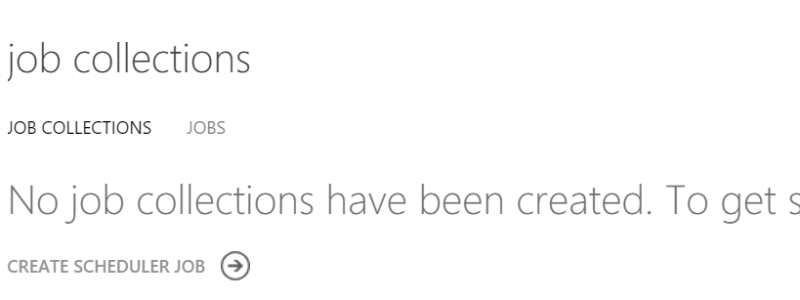 job collections
JOB COLLECTIONS JOBS
No job collections have been created. To get
CREATE SCHEDULER JOB